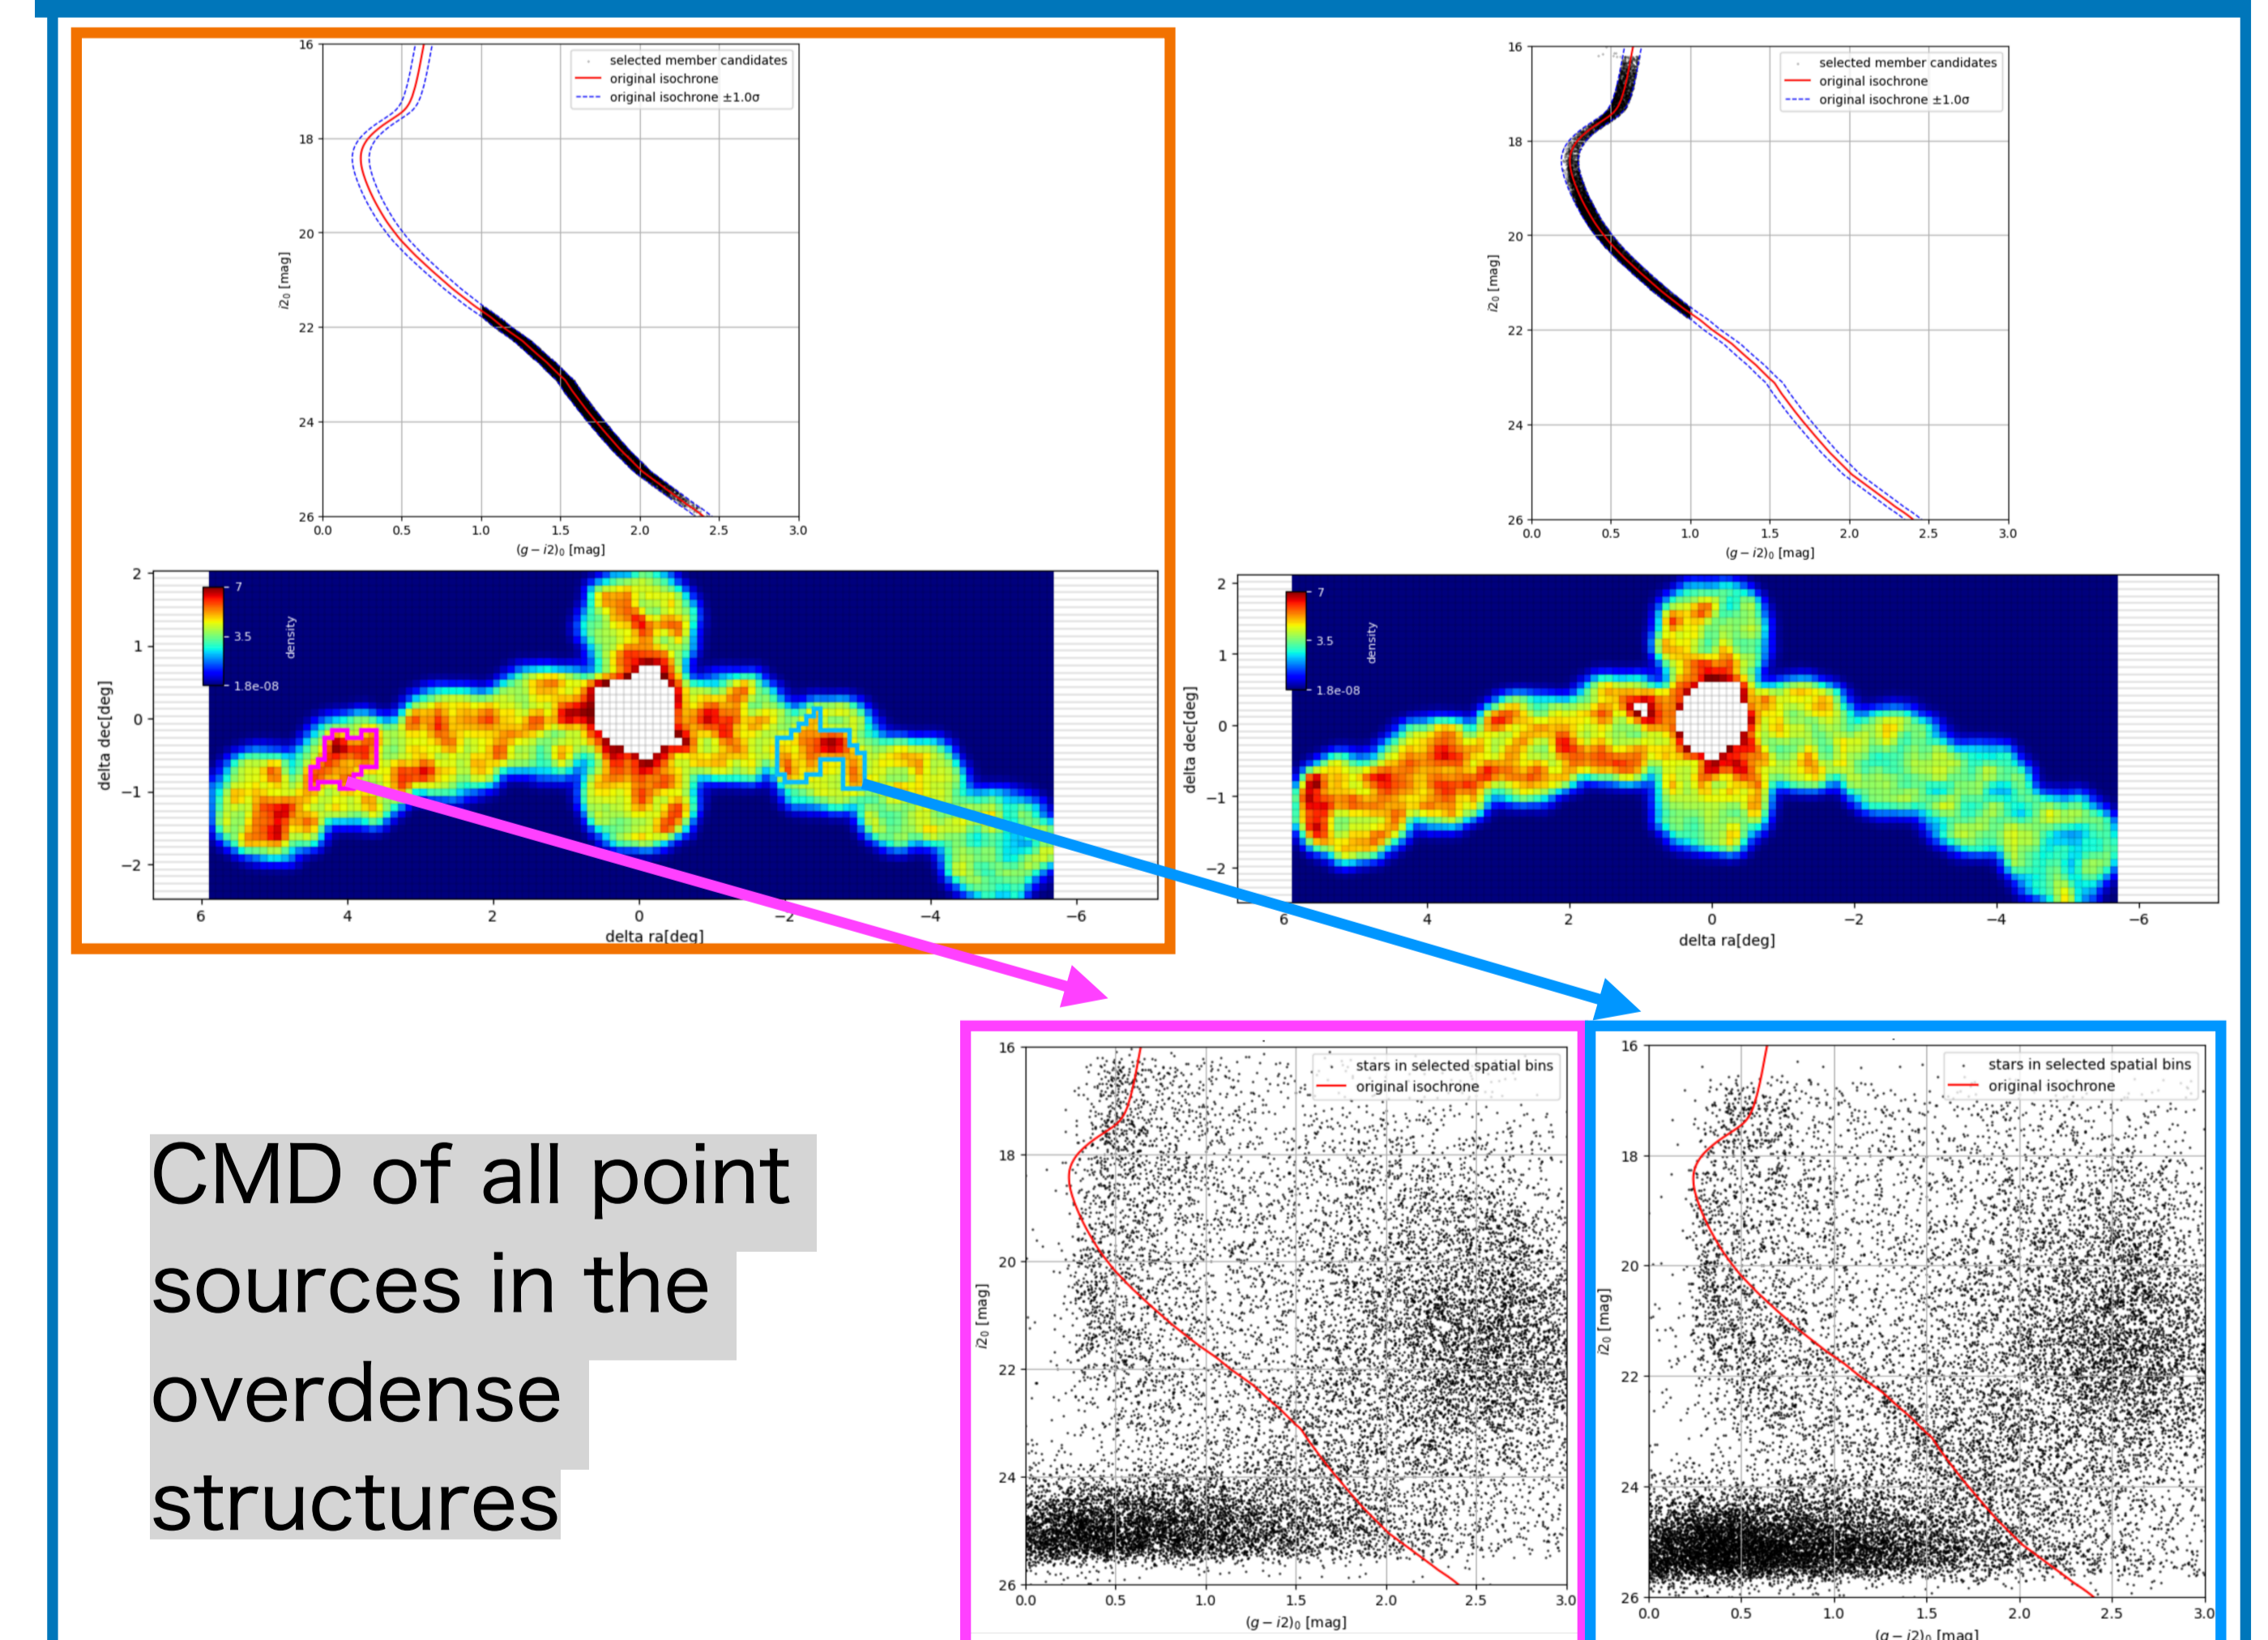 16
18
20
22
24
26
i2₀ [mag]
0.0 0.5 1.0 1.5 2.0 2.5 3.0
(g − i2)₀ [mag]
selected member candidates
original isochrone
original isochrone ±1.0σ
16
18
20
22
24
26
i2₀ [mag]
0.0 0.5 1.0 1.5 2.0 2.5 3.0
(g − i2)₀ [mag]
selected member candidates
original isochrone
original isochrone ±1.0σ
2
1
0
−1
−2
delta dec[deg]
7
3.5
1.8e-08
density
6 4 2 0 −2 −4 −6
delta ra[deg]
2
1
0
−1
−2
delta dec[deg]
7
3.5
1.8e-08
density
6 4 2 0 −2 −4 −6
delta ra[deg]
CMD of all point
sources in the
overdense
structures
16
18
20
22
24
26
i2₀ [mag]
0.0 0.5 1.0 1.5 2.0 2.5 3.0
(g − i2)₀ [mag]
stars in selected spatial bins
original isochrone
16
18
20
22
24
26
i2₀ [mag]
0.0 0.5 1.0 1.5 2.0 2.5 3.0
(g − i2)₀ [mag]
stars in selected spatial bins
original isochrone